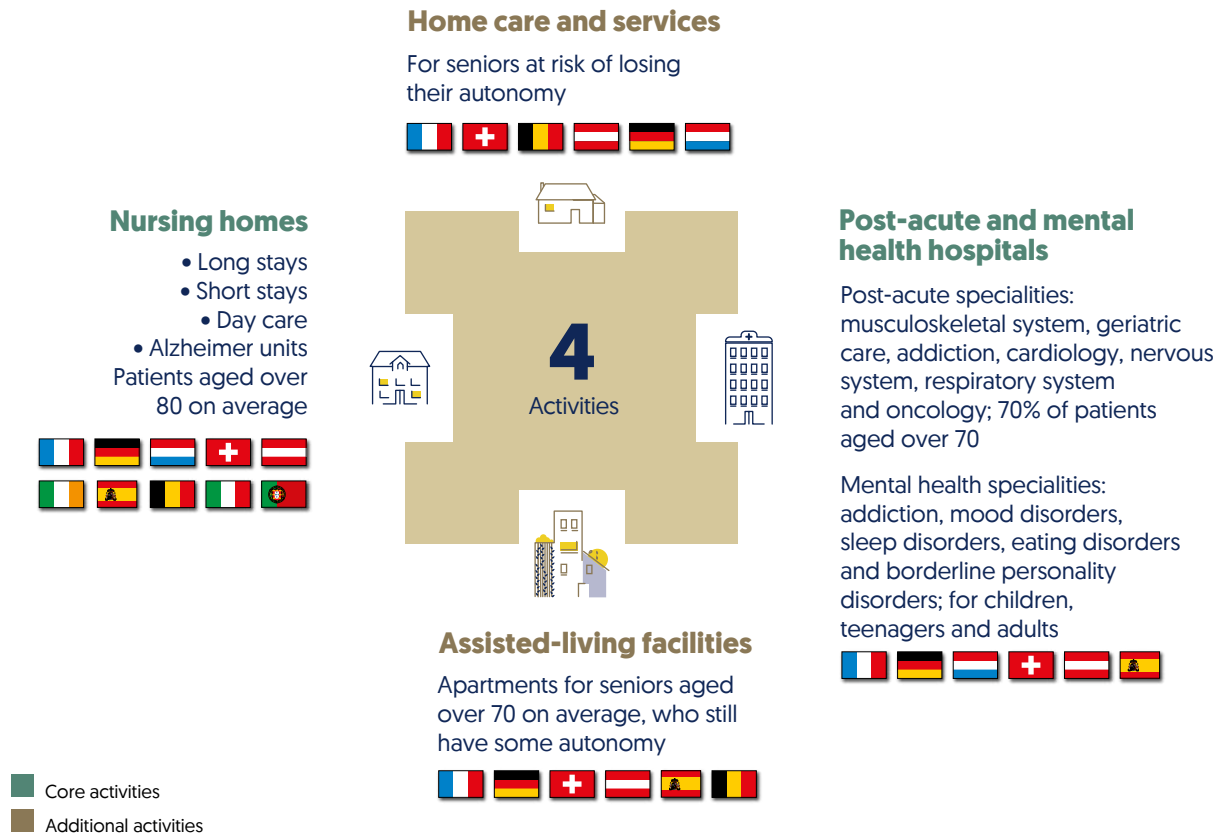 Home care and services
For seniors at risk of losing
their autonomy
Nursing homes
• Long stays
• Short stays
• Day care
• Alzheimer units
Patients aged over
80 on average
4
Activities
Post-acute and mental
health hospitals
Post-acute specialities:
musculoskeletal system, geriatric
care, addiction, cardiology, nervous
system, respiratory system
and oncology; 70% of patients
aged over 70
Mental health specialities:
addiction, mood disorders,
sleep disorders, eating disorders
and borderline personality
disorders; for children,
teenagers and adults
Assisted-living facilities
Apartments for seniors aged
over 70 on average, who still
have some autonomy
Core activities
Additional activities